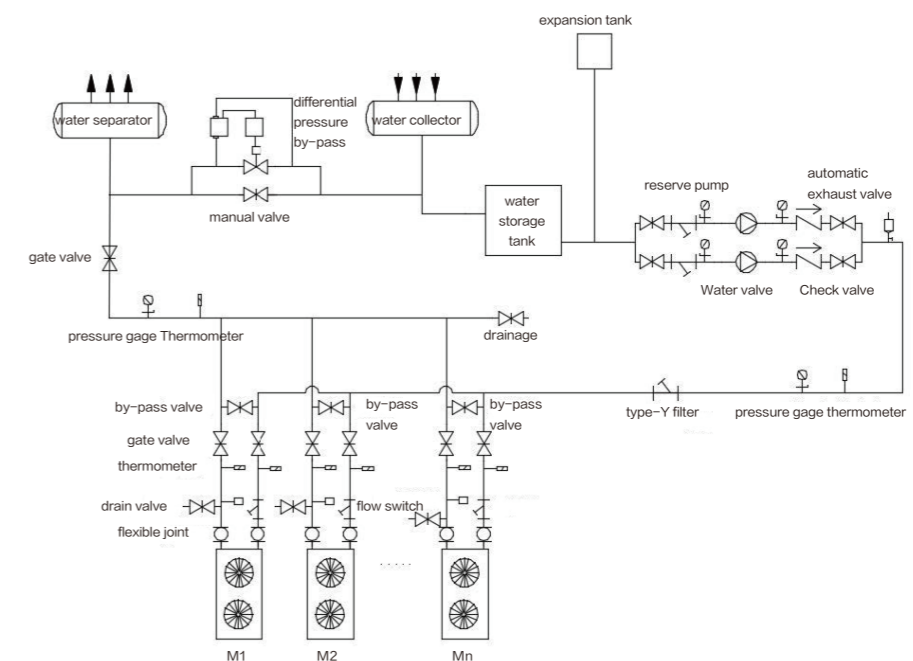 expansion tank
water separator
differential
pressure
by-pass
water collector
manual valve
water
storage
tank
reserve pump
automatic
exhaust valve
gate valve
Water valve
Check valve
pressure gage Thermometer
drainage
by-pass valve
by-pass
valve
by-pass
valve
type-Y filter
pressure gage thermometer
gate valve
thermometer
drain valve
flow switch
flexible joint
. . . . .
M1
M2
Mn